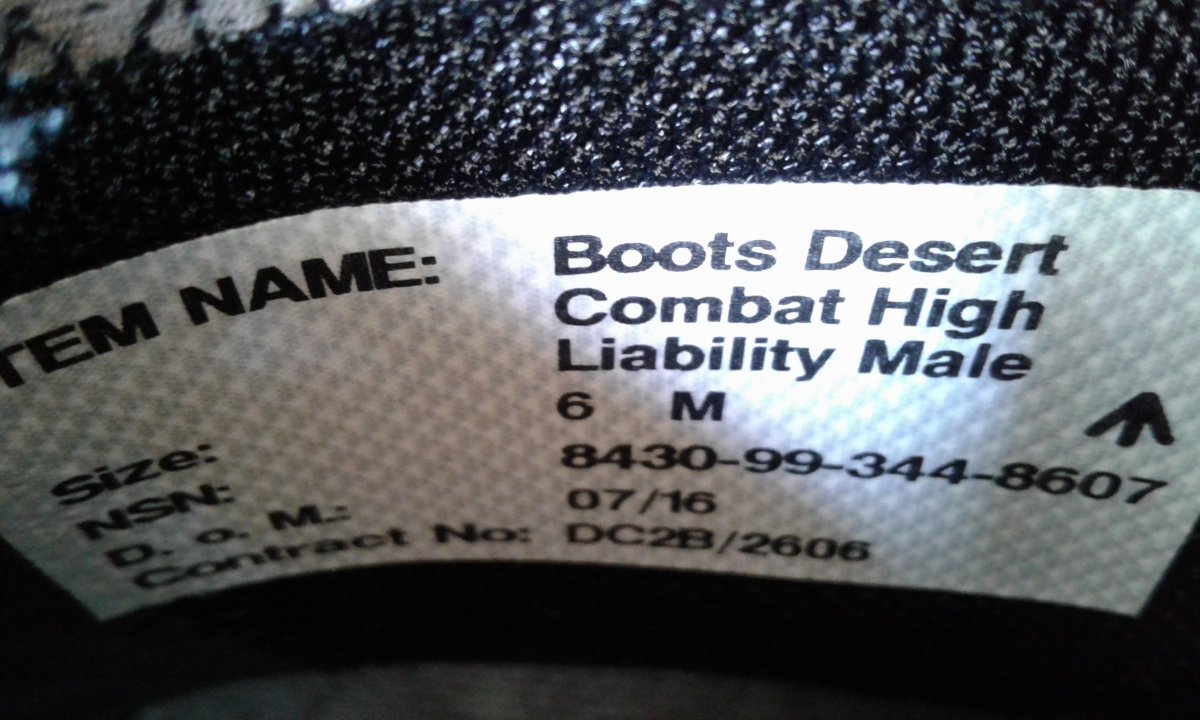 TEM NAME: Boots Desert
Combat High
Liability Male
Size: 6 M
NSN: 8430-99-344-8607
D. o. M.: 07/16
Contract No: DC2B/2606